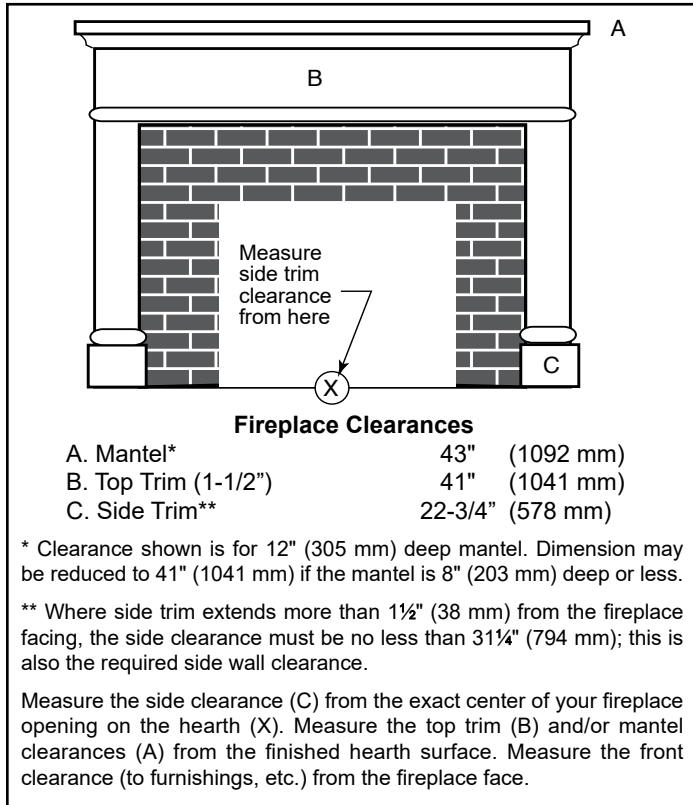 A
B
Measure
side trim
clearance
from here
C
X
Fireplace Clearances
A. Mantel* 43" (1092 mm)
B. Top Trim (1-1/2”) 41" (1041 mm)
C. Side Trim** 22-3/4” (578 mm)
* Clearance shown is for 12" (305 mm) deep mantel. Dimension may
be reduced to 41" (1041 mm) if the mantel is 8" (203 mm) deep or less.
** Where side trim extends more than 1½" (38 mm) from the fireplace
facing, the side clearance must be no less than 31¼" (794 mm); this is
also the required side wall clearance.
Measure the side clearance (C) from the exact center of your fireplace
opening on the hearth (X). Measure the top trim (B) and/or mantel
clearances (A) from the finished hearth surface. Measure the front
clearance (to furnishings, etc.) from the fireplace face.